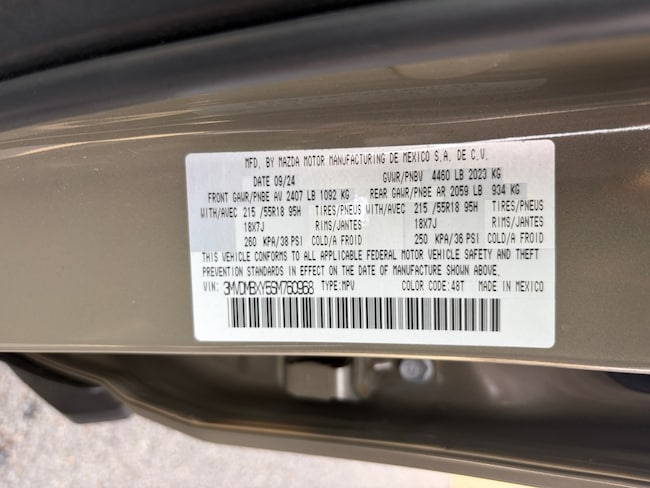 MFD. BY MAZDA MOTOR MANUFACTURING DE MEXICO S.A. DE C.V.
DATE 09/24 GVWR/PNBV 4460 LB 2023 KG
FRONT GAWR/PNBE AV 2407 LB 1092 KG REAR GAWR/PNBE AR 2059 LB 934 KG
WITH/AVEC 215 /55R18 95H TIRES/PNEUS WITH/AVEC 215 /55R18 95H TIRES/PNEUS
18X7J RIMS/JANTES 18X7J RIMS/JANTES
260 KPA/38 PSI COLD/A FROID 250 KPA/36 PSI COLD/A FROID
THIS VEHICLE CONFORMS TO ALL APPLICABLE FEDERAL MOTOR VEHICLE SAFETY AND THEFT
PREVENTION STANDARDS IN EFFECT ON THE DATE OF MANUFACTURE SHOWN ABOVE.
VIN: 3MVDMBXY5SM760968 TYPE:MPV COLOR CODE:48T MADE IN MEXICO